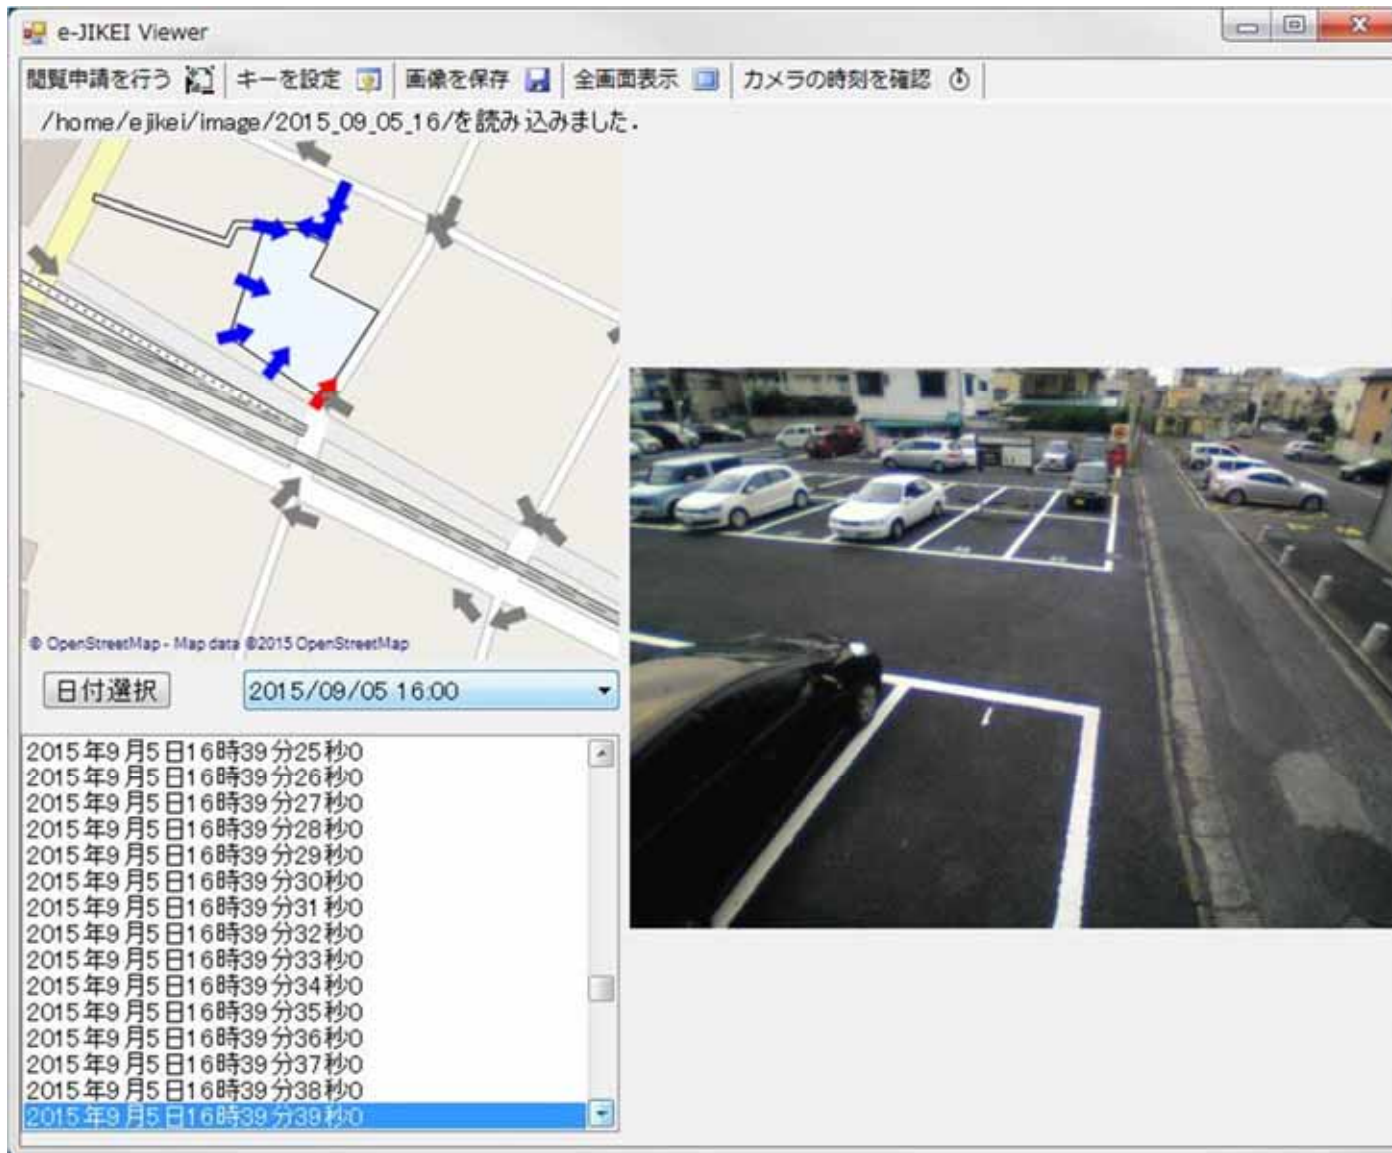 e-JIKEI Viewer
閲覧申請を行う キーを設定 画像を保存 全画面表示 カメラの時刻を確認
/home/ejikei/image/2015_09_05_16/を読み込みました.
© OpenStreetMap - Map data ©2015 OpenStreetMap
日付選択 2015/09/05 16:00
2015年9月5日16時39分25秒0
2015年9月5日16時39分26秒0
2015年9月5日16時39分27秒0
2015年9月5日16時39分28秒0
2015年9月5日16時39分29秒0
2015年9月5日16時39分30秒0
2015年9月5日16時39分31秒0
2015年9月5日16時39分32秒0
2015年9月5日16時39分33秒0
2015年9月5日16時39分34秒0
2015年9月5日16時39分35秒0
2015年9月5日16時39分36秒0
2015年9月5日16時39分37秒0
2015年9月5日16時39分38秒0
2015年9月5日16時39分39秒0